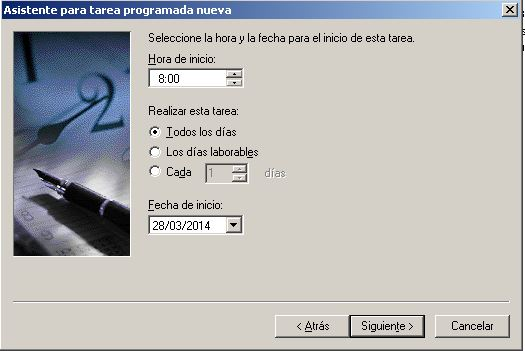 Asistente para tarea programada nueva
Seleccione la hora y la fecha para el inicio de esta tarea.
Hora de inicio:
8:00
Realizar esta tarea:
Todos los días
Los días laborables
Cada 1 días
Fecha de inicio:
28/03/2014
< Atrás Siguiente > Cancelar